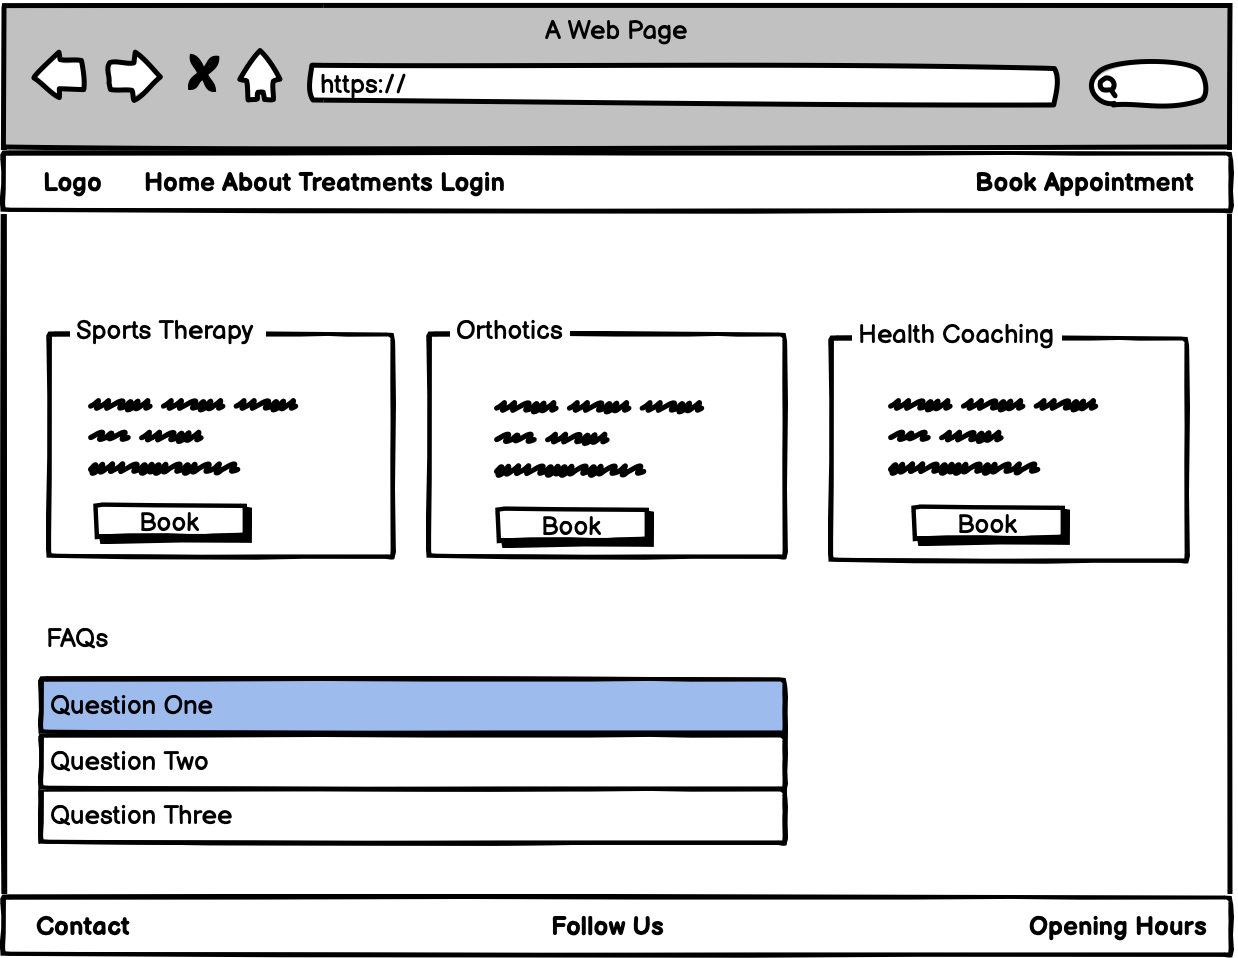 A Web Page
https://
Logo Home About Treatments Login Book Appointment
Sports Therapy Orthotics Health Coaching
Book Book Book
FAQs
Question One
Question Two
Question Three
Contact Follow Us Opening Hours